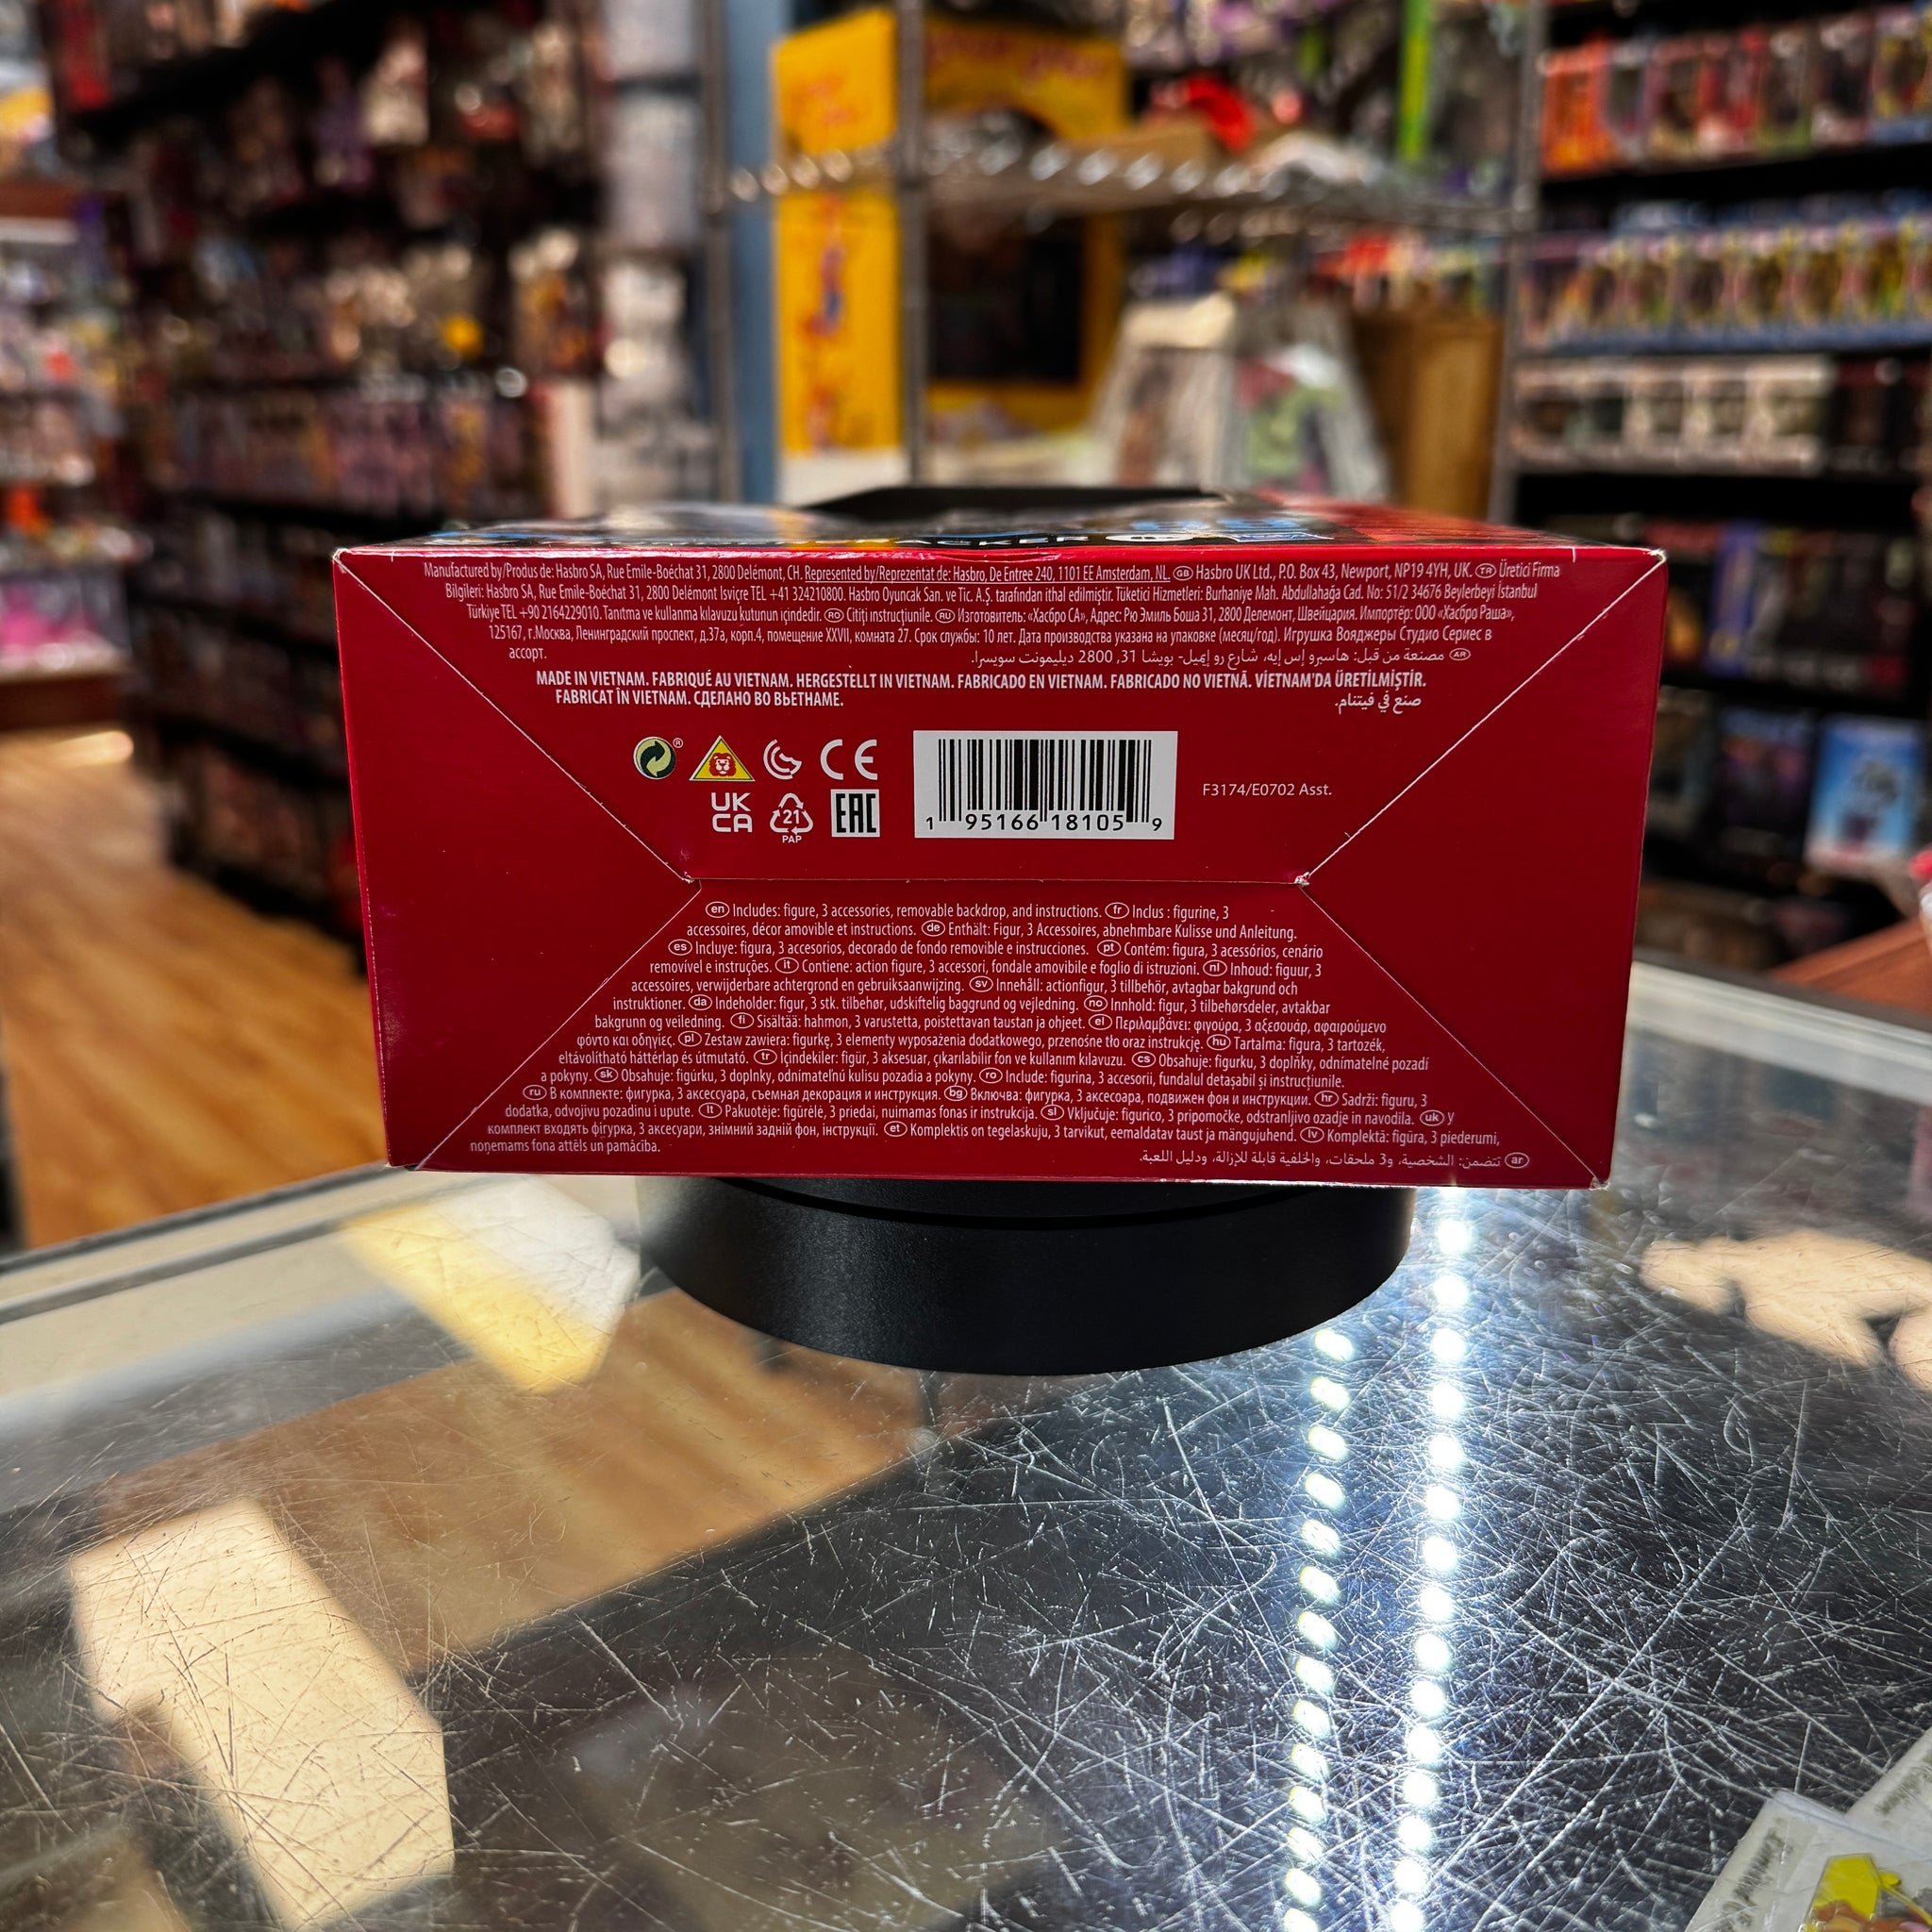 Manufactured by/Produs de: Hasbro SA, Rue Emile-Boéchat 31, 2800 Delémont, CH. Represented by/Reprezentat de: Hasbro, De Entree 240, 1101 EE Amsterdam, NL. GB Hasbro UK Ltd., P.O. Box 43, Newport, NP19 4YH, UK. TR Üretici Firma
Bilgileri: Hasbro SA, Rue Emile-Boéchat 31, 2800 Delémont Isviçre TEL +41 324210800. Hasbro Oyuncak San. ve Tic. A.Ş. tarafından ithal edilmiştir. Tüketici Hizmetleri: Burhaniye Mah. Abdullahağa Cad. No: 51/2 34676 Beylerbeyi İstanbul
Türkiye TEL +90 2164229010. Tanıtma ve kullanma kılavuzu kutunun içindedir. RO Citiți instrucțiunile. RU Изготовитель: «Хасбро СА», Адрес: Рю Эмиль Боша 31, 2800 Делемонт, Швейцария. Импортёр: ООО «Хасбро Раша»,
125167, г.Москва, Ленинградский проспект, д.37а, корп.4, помещение XXVII, комната 27. Срок службы: 10 лет. Дата производства указана на упаковке (месяц/год). Игрушка Вояджеры Студио Сериес в
ассорт.
AR مصنعة من قبل: هاسبرو إس إيه، شارع رو إيميل- بويشا 31, 2800 ديليمونت سويسرا.
MADE IN VIETNAM. FABRIQUÉ AU VIETNAM. HERGESTELLT IN VIETNAM. FABRICADO EN VIETNAM. FABRICADO NO VIETNÃ. VİETNAM'DA ÜRETİLMİŞTİR.
FABRICAT ÎN VIETNAM. СДЕЛАНО ВО ВЬЕТНАМЕ.
صنع في فيتنام.
®
CE
UK
CA
21
PAP
EAC
1 95166 18105 9
F3174/E0702 Asst.
en Includes: figure, 3 accessories, removable backdrop, and instructions. fr Inclus : figurine, 3
accessoires, décor amovible et instructions. de Enthält: Figur, 3 Accessoires, abnehmbare Kulisse und Anleitung.
es Incluye: figura, 3 accesorios, decorado de fondo removible e instrucciones. pt Contém: figura, 3 acessórios, cenário
removível e instruções. it Contiene: action figure, 3 accessori, fondale amovibile e foglio di istruzioni. nl Inhoud: figuur, 3
accessoires, verwijderbare achtergrond en gebruiksaanwijzing. sv Innehåll: actionfigur, 3 tillbehör, avtagbar bakgrund och
instruktioner. da Indeholder: figur, 3 stk. tilbehør, udskiftelig baggrund og vejledning. no Innhold: figur, 3 tilbehørsdeler, avtakbar
bakgrunn og veiledning. fi Sisältää: hahmon, 3 varustetta, poistettavan taustan ja ohjeet. el Περιλαμβάνει: φιγούρα, 3 αξεσουάρ, αφαιρούμενο
φόντο και οδηγίες. pl Zestaw zawiera: figurkę, 3 elementy wyposażenia dodatkowego, przenośne tło oraz instrukcję. hu Tartalma: figura, 3 tartozék,
eltávolítható háttérlap és útmutató. tr İçindekiler: figür, 3 aksesuar, çıkarılabilir fon ve kullanım kılavuzu. cs Obsahuje: figurku, 3 doplňky, odnímatelné pozadí
a pokyny. sk Obsahuje: figúrku, 3 doplnky, odnímateľnú kulisu pozadia a pokyny. ro Include: figurina, 3 accesorii, fundalul detașabil și instrucțiunile.
ru В комплекте: фигурка, 3 аксессуара, съемная декорация и инструкция. bg Включва: фигурка, 3 аксесоара, подвижен фон и инструкции. hr Sadrži: figuru, 3
dodatka, odvojivu pozadinu i upute. lt Pakuotėje: figūrėlė, 3 priedai, nuimamas fonas ir instrukcija. sl Vključuje: figurico, 3 pripomočke, odstranljivo ozadje in navodila. uk У
комплект входять фігурка, 3 аксесуари, знімний задній фон, інструкції. et Komplektis on tegelaskuju, 3 tarvikut, eemaldatav taust ja mängujuhend. lv Komplektā: figūra, 3 piederumi,
noņemams fona attēls un pamācība.
ar تتضمن: الشخصية، و3 ملحقات، والخلفية قابلة للإزالة، ودليل اللعبة.